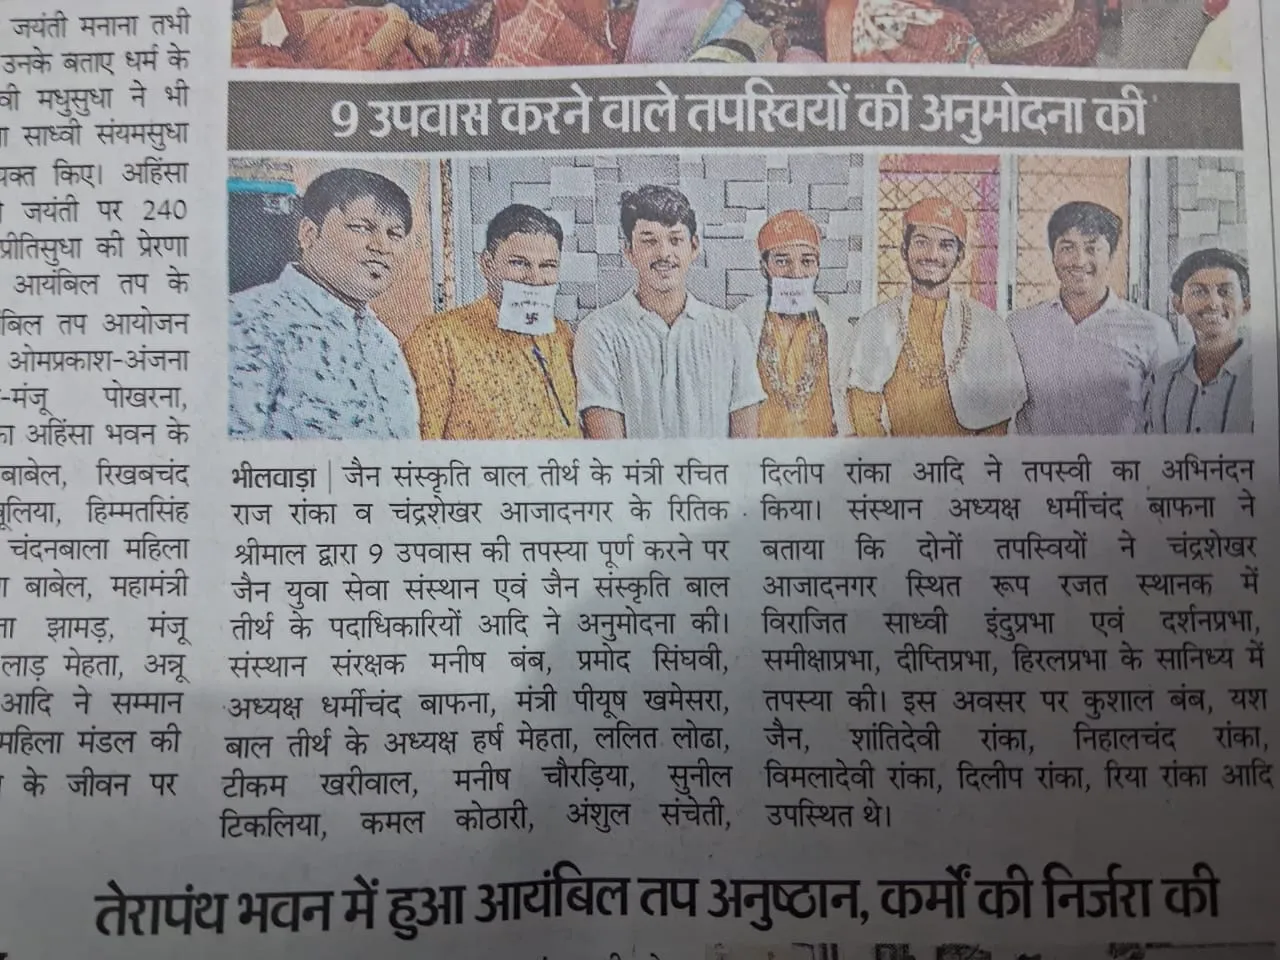 जयंती मनाना तभी
उनके बताए धर्म के
मधुसुधा ने भी
साध्वी संयमसुधा
किए। अहिंसा
जयंती पर 240
प्रीतिसुधा की प्रेरणा
आयंबिल तप के
तप आयोजन
ओमप्रकाश-अंजना
-मंजू पोखरना,
अहिंसा भवन के
बाबेल, रिखबचंद
हिम्मतसिंह
चंदनबाला महिला
बाबेल, महामंत्री
झामड़, मंजू
लाड़ मेहता, अन्नू
आदि ने सम्मान
महिला मंडल की
के जीवन पर
9 उपवास करने वाले तपस्वियों की अनुमोदना की
भीलवाड़ा | जैन संस्कृति बाल तीर्थ के मंत्री रचित
राज रांका व चंद्रशेखर आजादनगर के रितिक
श्रीमाल द्वारा 9 उपवास की तपस्या पूर्ण करने पर
जैन युवा सेवा संस्थान एवं जैन संस्कृति बाल
तीर्थ के पदाधिकारियों आदि ने अनुमोदना की।
संस्थान संरक्षक मनीष बंब, प्रमोद सिंघवी,
अध्यक्ष धर्मीचंद बाफना, मंत्री पीयूष खमेसरा,
बाल तीर्थ के अध्यक्ष हर्ष मेहता, ललित लोढा,
टीकम खरीवाल, मनीष चौरड़िया, सुनील
टिकलिया, कमल कोठारी, अंशुल संचेती,
दिलीप रांका आदि ने तपस्वी का अभिनंदन
किया। संस्थान अध्यक्ष धर्मीचंद बाफना ने
बताया कि दोनों तपस्वियों ने चंद्रशेखर
आजादनगर स्थित रूप रजत स्थानक में
विराजित साध्वी इंदुप्रभा एवं दर्शनप्रभा,
समीक्षाप्रभा, दीप्तिप्रभा, हिरलप्रभा के सानिध्य में
तपस्या की। इस अवसर पर कुशाल बंब, यश
जैन, शांतिदेवी रांका, निहालचंद रांका,
विमलादेवी रांका, दिलीप रांका, रिया रांका आदि
उपस्थित थे।
तेरापंथ भवन में हुआ आयंबिल तप अनुष्ठान, कर्मों की निर्जरा की